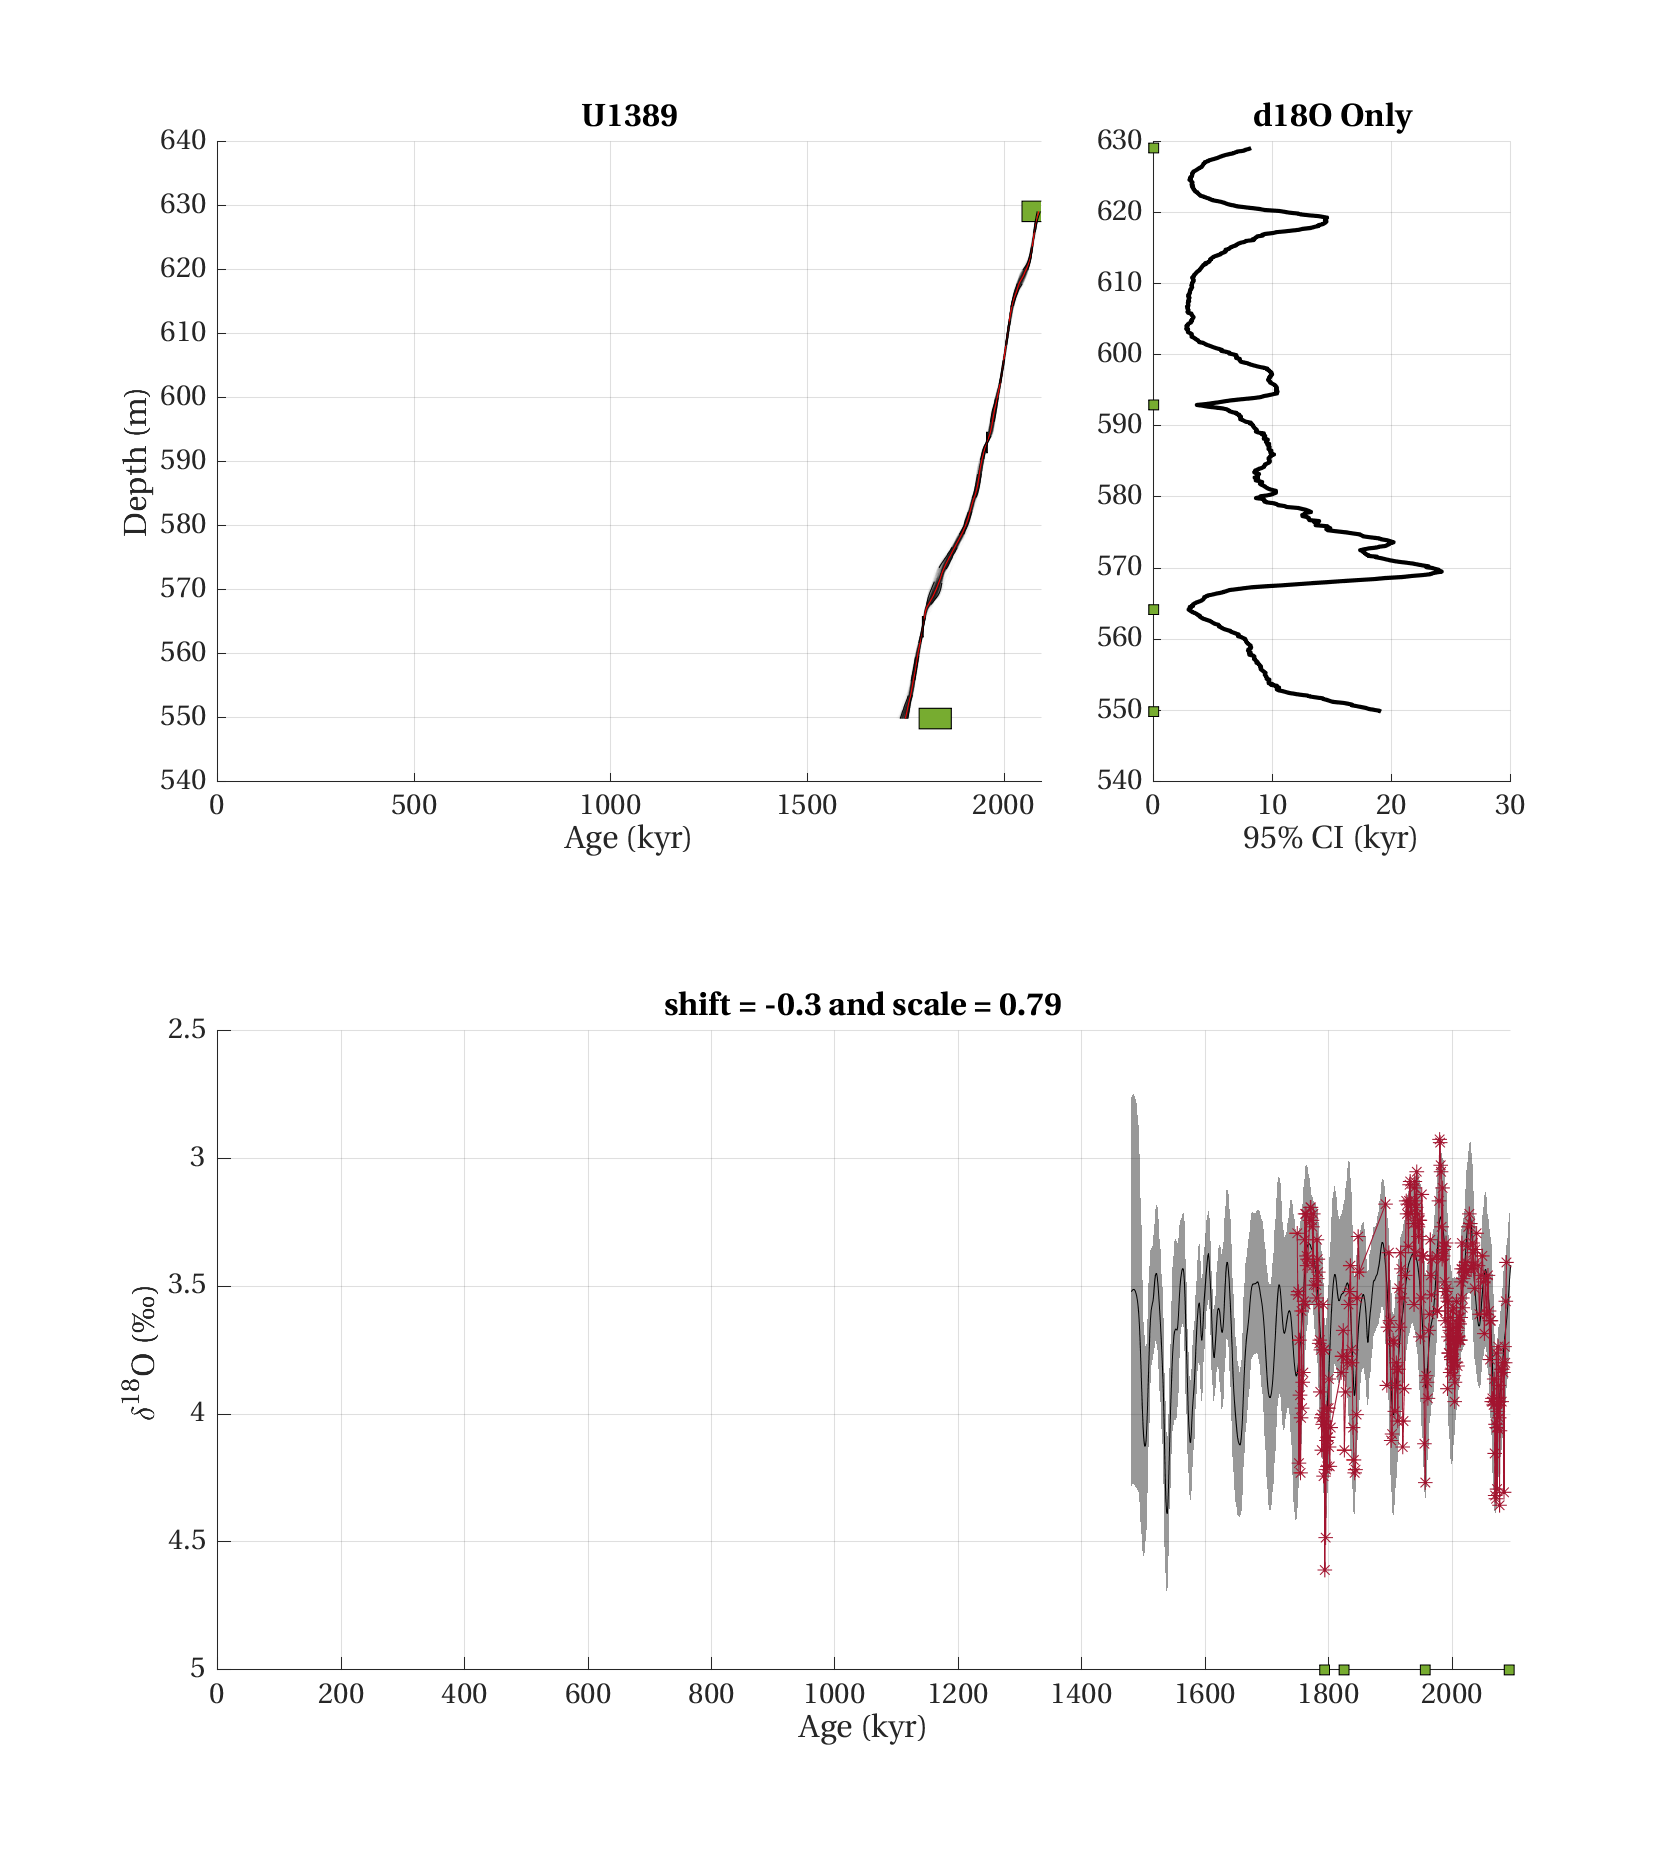 U1389
640
630
620
610
600
590
580
570
560
550
540
Depth (m)
0 500 1000 1500 2000
Age (kyr)
d18O Only
630
620
610
600
590
580
570
560
550
540
0 10 20 30
95% CI (kyr)
shift = -0.3 and scale = 0.79
2.5
3
3.5
4
4.5
5
δ18O (‰)
0 200 400 600 800 1000 1200 1400 1600 1800 2000
Age (kyr)